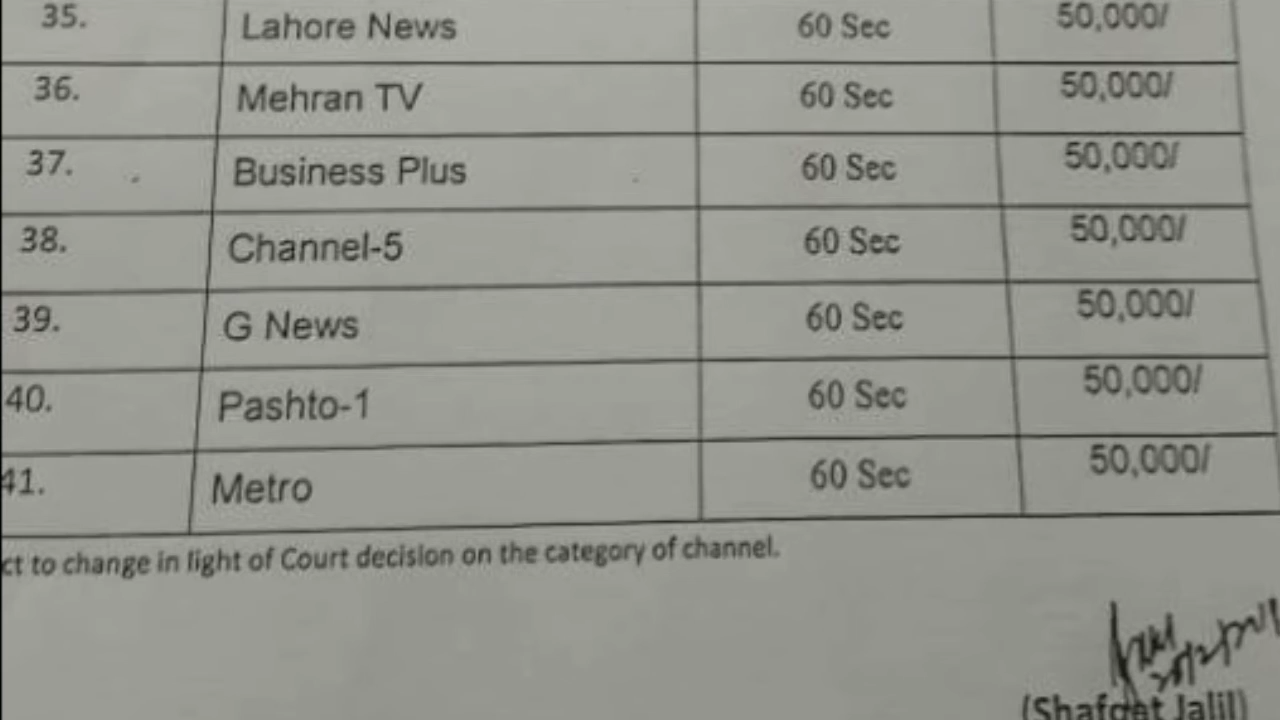 35. Lahore News 60 Sec 50,000/
36. Mehran TV 60 Sec 50,000/
37. Business Plus 60 Sec 50,000/
38. Channel-5 60 Sec 50,000/
39. G News 60 Sec 50,000/
40. Pashto-1 60 Sec 50,000/
41. Metro 60 Sec 50,000/
ct to change in light of Court decision on the category of channel.
(Shafqat Jalil)